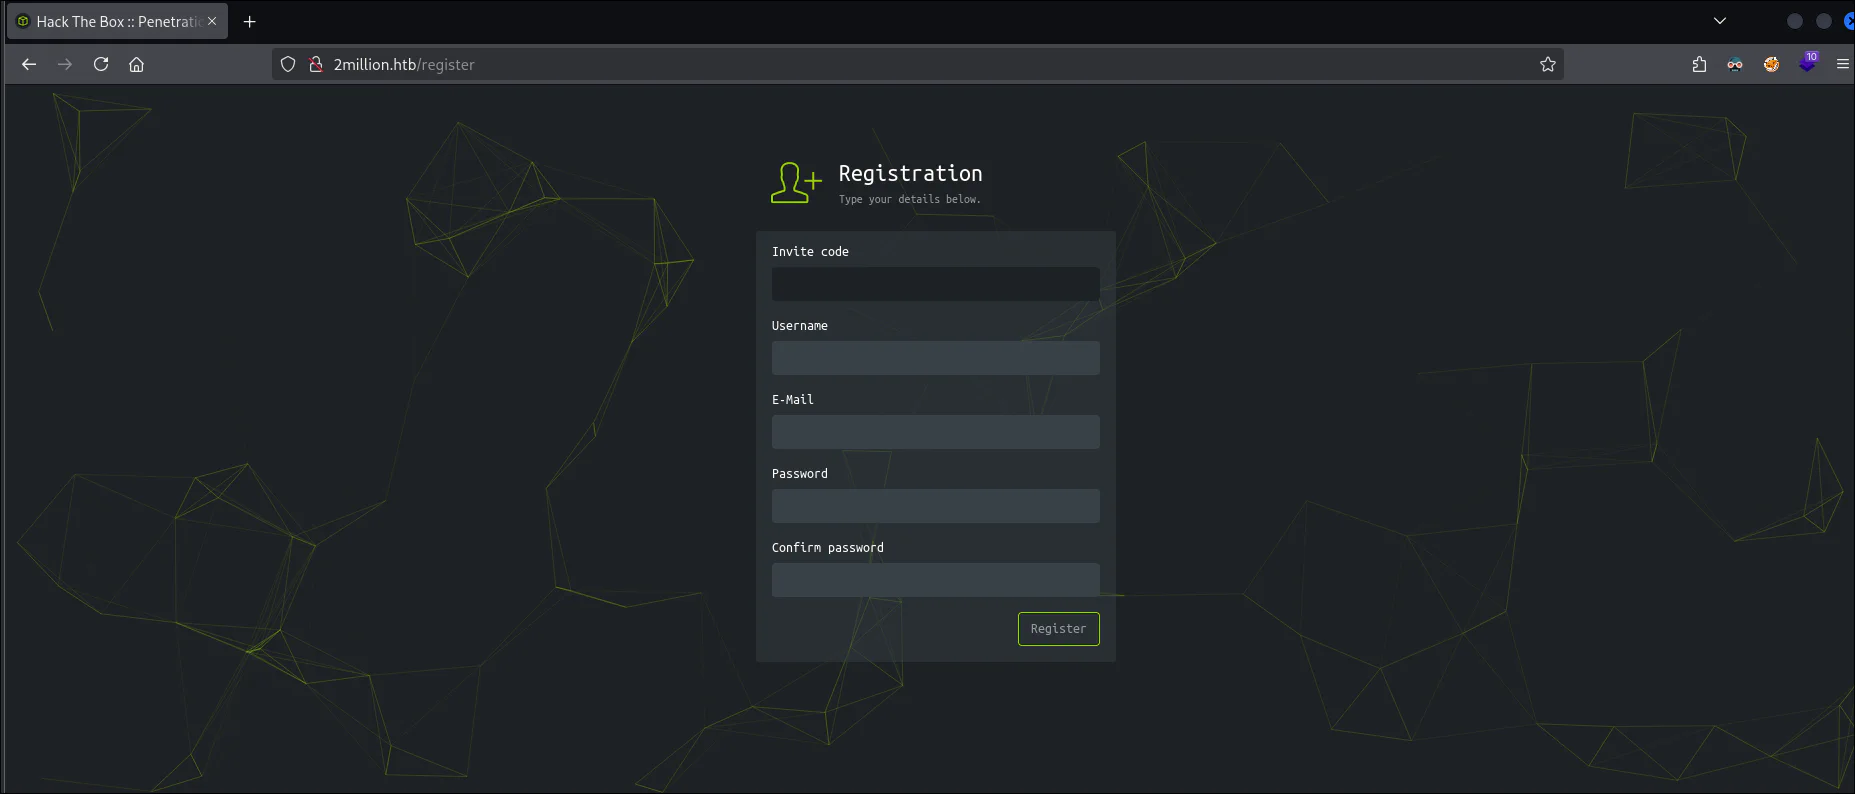 Hack The Box :: Penetratio
2million.htb/register
10
Registration
Type your details below.
Invite code
Username
E-Mail
Password
Confirm password
Register